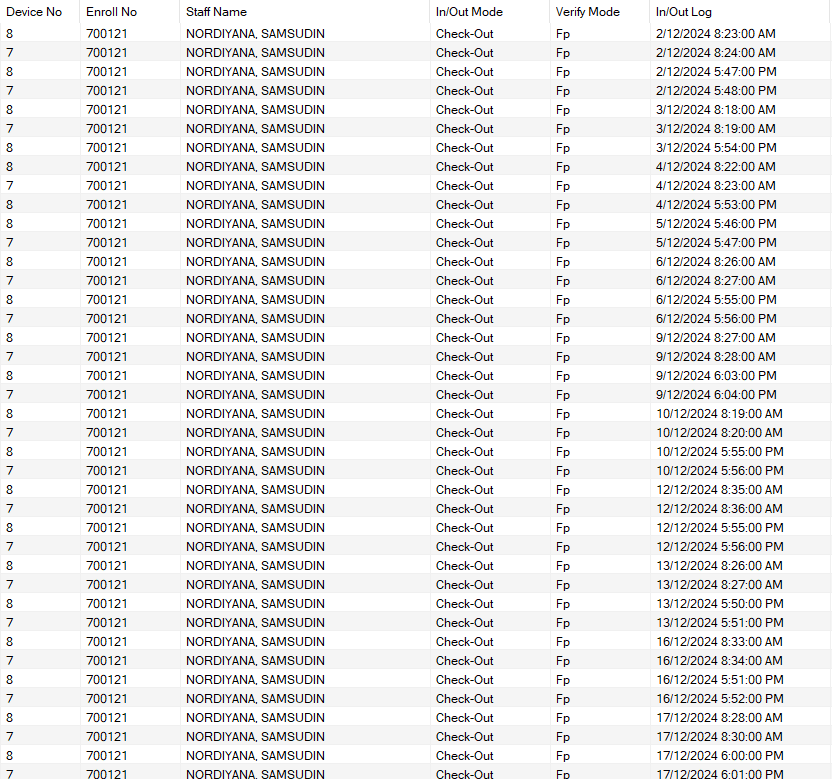 Device No Enroll No Staff Name In/Out Mode Verify Mode In/Out Log
8 700121 NORDIYANA, SAMSUDIN Check-Out Fp 2/12/2024 8:23:00 AM
7 700121 NORDIYANA, SAMSUDIN Check-Out Fp 2/12/2024 8:24:00 AM
8 700121 NORDIYANA, SAMSUDIN Check-Out Fp 2/12/2024 5:47:00 PM
7 700121 NORDIYANA, SAMSUDIN Check-Out Fp 2/12/2024 5:48:00 PM
8 700121 NORDIYANA, SAMSUDIN Check-Out Fp 3/12/2024 8:18:00 AM
7 700121 NORDIYANA, SAMSUDIN Check-Out Fp 3/12/2024 8:19:00 AM
8 700121 NORDIYANA, SAMSUDIN Check-Out Fp 3/12/2024 5:54:00 PM
8 700121 NORDIYANA, SAMSUDIN Check-Out Fp 4/12/2024 8:22:00 AM
7 700121 NORDIYANA, SAMSUDIN Check-Out Fp 4/12/2024 8:23:00 AM
8 700121 NORDIYANA, SAMSUDIN Check-Out Fp 4/12/2024 5:53:00 PM
8 700121 NORDIYANA, SAMSUDIN Check-Out Fp 5/12/2024 5:46:00 PM
7 700121 NORDIYANA, SAMSUDIN Check-Out Fp 5/12/2024 5:47:00 PM
8 700121 NORDIYANA, SAMSUDIN Check-Out Fp 6/12/2024 8:26:00 AM
7 700121 NORDIYANA, SAMSUDIN Check-Out Fp 6/12/2024 8:27:00 AM
8 700121 NORDIYANA, SAMSUDIN Check-Out Fp 6/12/2024 5:55:00 PM
7 700121 NORDIYANA, SAMSUDIN Check-Out Fp 6/12/2024 5:56:00 PM
8 700121 NORDIYANA, SAMSUDIN Check-Out Fp 9/12/2024 8:27:00 AM
7 700121 NORDIYANA, SAMSUDIN Check-Out Fp 9/12/2024 8:28:00 AM
8 700121 NORDIYANA, SAMSUDIN Check-Out Fp 9/12/2024 6:03:00 PM
7 700121 NORDIYANA, SAMSUDIN Check-Out Fp 9/12/2024 6:04:00 PM
8 700121 NORDIYANA, SAMSUDIN Check-Out Fp 10/12/2024 8:19:00 AM
7 700121 NORDIYANA, SAMSUDIN Check-Out Fp 10/12/2024 8:20:00 AM
8 700121 NORDIYANA, SAMSUDIN Check-Out Fp 10/12/2024 5:55:00 PM
7 700121 NORDIYANA, SAMSUDIN Check-Out Fp 10/12/2024 5:56:00 PM
8 700121 NORDIYANA, SAMSUDIN Check-Out Fp 12/12/2024 8:35:00 AM
7 700121 NORDIYANA, SAMSUDIN Check-Out Fp 12/12/2024 8:36:00 AM
8 700121 NORDIYANA, SAMSUDIN Check-Out Fp 12/12/2024 5:55:00 PM
7 700121 NORDIYANA, SAMSUDIN Check-Out Fp 12/12/2024 5:56:00 PM
8 700121 NORDIYANA, SAMSUDIN Check-Out Fp 13/12/2024 8:26:00 AM
7 700121 NORDIYANA, SAMSUDIN Check-Out Fp 13/12/2024 8:27:00 AM
8 700121 NORDIYANA, SAMSUDIN Check-Out Fp 13/12/2024 5:50:00 PM
7 700121 NORDIYANA, SAMSUDIN Check-Out Fp 13/12/2024 5:51:00 PM
8 700121 NORDIYANA, SAMSUDIN Check-Out Fp 16/12/2024 8:33:00 AM
7 700121 NORDIYANA, SAMSUDIN Check-Out Fp 16/12/2024 8:34:00 AM
8 700121 NORDIYANA, SAMSUDIN Check-Out Fp 16/12/2024 5:51:00 PM
7 700121 NORDIYANA, SAMSUDIN Check-Out Fp 16/12/2024 5:52:00 PM
8 700121 NORDIYANA, SAMSUDIN Check-Out Fp 17/12/2024 8:28:00 AM
7 700121 NORDIYANA, SAMSUDIN Check-Out Fp 17/12/2024 8:30:00 AM
8 700121 NORDIYANA, SAMSUDIN Check-Out Fp 17/12/2024 6:00:00 PM
7 700121 NORDIYANA, SAMSUDIN Check-Out Fp 17/12/2024 6:01:00 PM